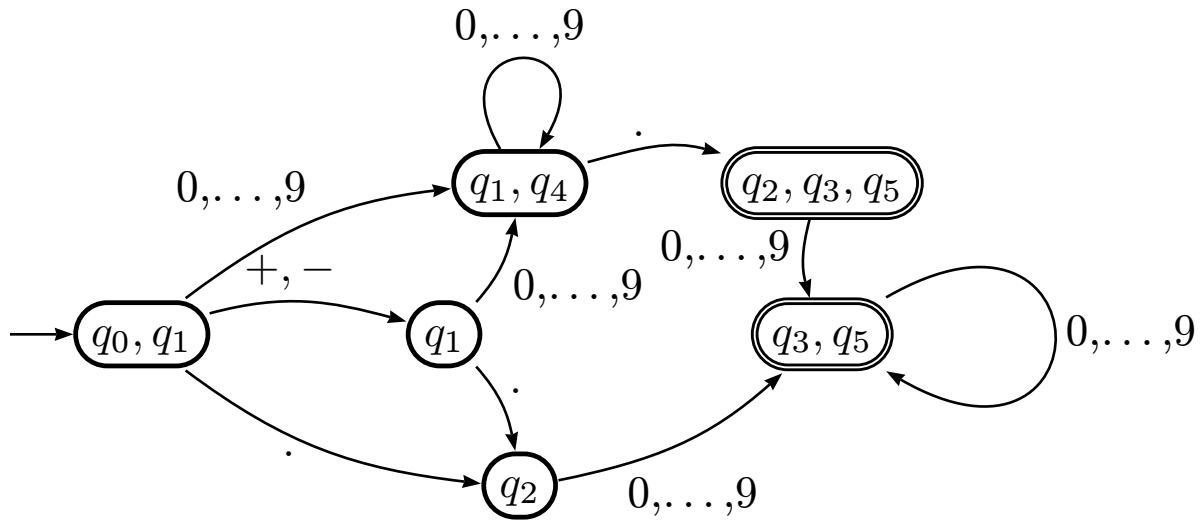 0,...,9
.
0,...,9
q₁, q₄
q₂, q₃, q₅
+, −
0,...,9
0,...,9
q₀, q₁
q₁
q₃, q₅
0,...,9
.
.
q₂
0,...,9